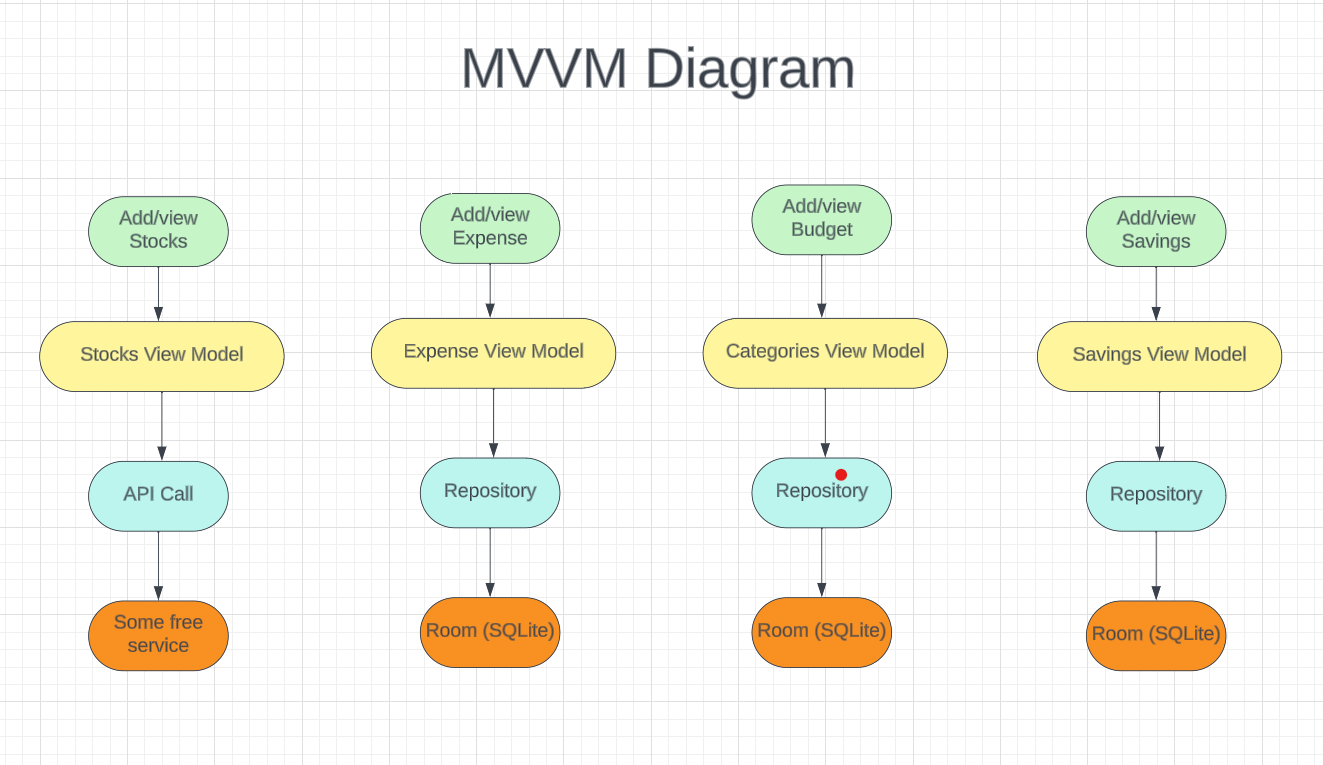 MVVM Diagram
Add/view
Stocks
Add/view
Expense
Add/view
Budget
Add/view
Savings
Stocks View Model
Expense View Model
Categories View Model
Savings View Model
API Call
Repository
Repository
Repository
Some free
service
Room (SQLite)
Room (SQLite)
Room (SQLite)